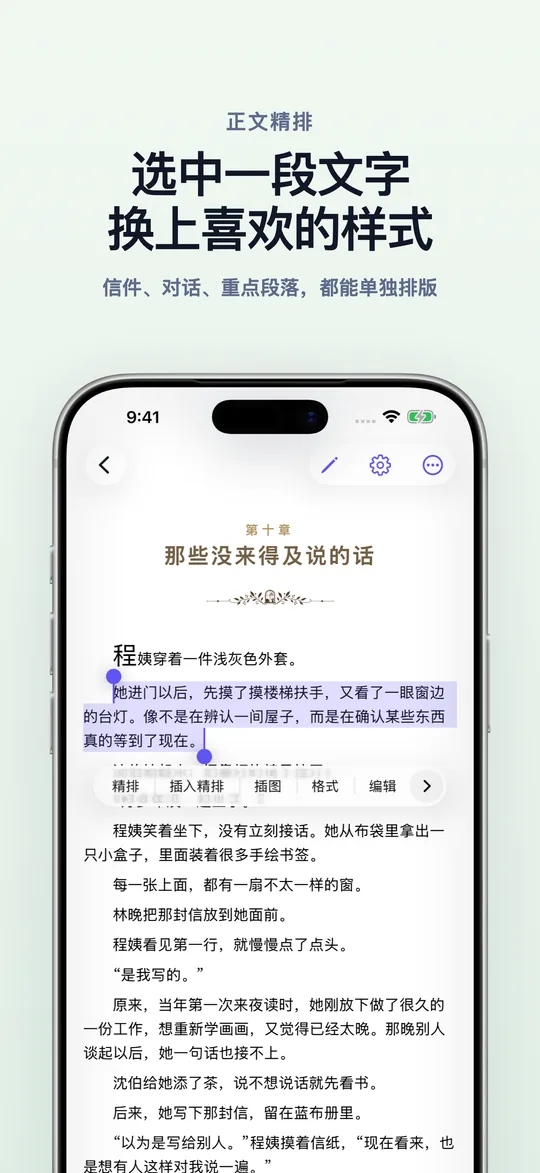 正文精排
选中一段文字
换上喜欢的样式
信件、对话、重点段落，都能单独排版
9:41
第十章
那些没来得及说的话
程姨穿着一件浅灰色外套。
她进门以后，先摸了摸楼梯扶手，又看了一眼窗边
的台灯。像不是在辨认一间屋子，而是在确认某些东西
真的等到了现在。
精排 插入精排 插图 格式 编辑
程姨笑着坐下，没有立刻接话。她从布袋里拿出一
只小盒子，里面装着很多手绘书签。
每一张上面，都有一扇不太一样的窗。
林晚把那封信放到她面前。
程姨看见第一行，就慢慢点了点头。
“是我写的。”
原来，当年第一次来夜读时，她刚放下做了很久的
一份工作，想重新学画画，又觉得已经太晚。那晚别人
谈起以后，她一句话也接不上。
沈伯给她添了茶，说不想说话就先看书。
后来，她写下那封信，留在蓝布册里。
“以为是写给别人。”程姨摸着信纸，“现在看来，也
是想有人这样对我说一遍。”